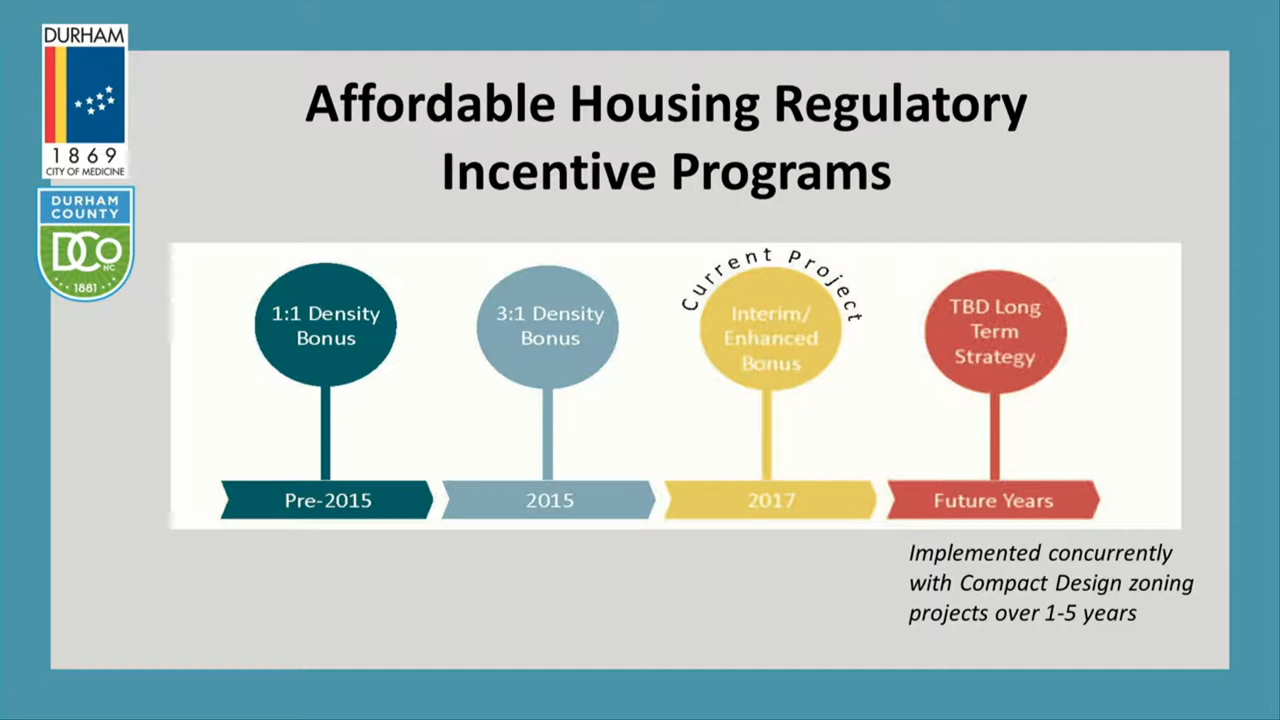 DURHAM
1869
CITY OF MEDICINE
DURHAM
COUNTY
DCo
NC
1881
Affordable Housing Regulatory
Incentive Programs
1:1 Density
Bonus
3:1 Density
Bonus
Current Project
Interim/
Enhanced
Bonus
TBD Long
Term
Strategy
Pre-2015
2015
2017
Future Years
Implemented concurrently
with Compact Design zoning
projects over 1-5 years